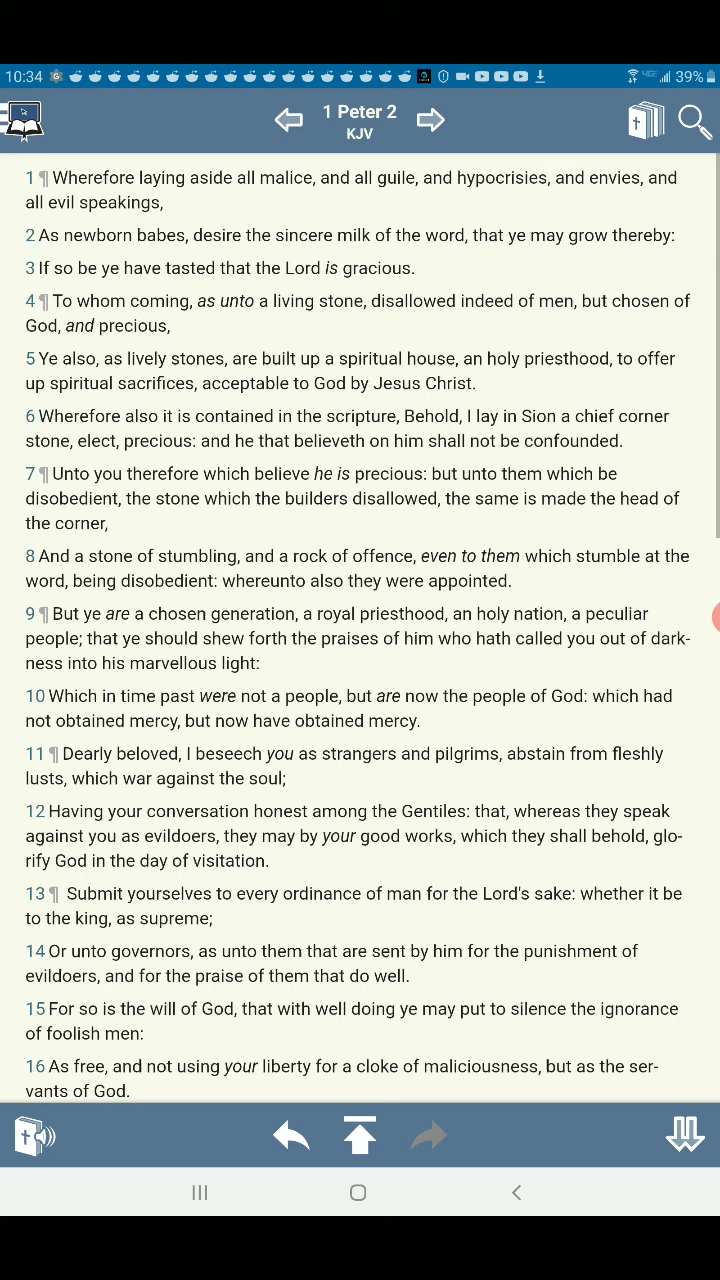 10:34 39%
1 Peter 2
KJV
1 ¶ Wherefore laying aside all malice, and all guile, and hypocrisies, and envies, and
all evil speakings,
2 As newborn babes, desire the sincere milk of the word, that ye may grow thereby:
3 If so be ye have tasted that the Lord is gracious.
4 ¶ To whom coming, as unto a living stone, disallowed indeed of men, but chosen of
God, and precious,
5 Ye also, as lively stones, are built up a spiritual house, an holy priesthood, to offer
up spiritual sacrifices, acceptable to God by Jesus Christ.
6 Wherefore also it is contained in the scripture, Behold, I lay in Sion a chief corner
stone, elect, precious: and he that believeth on him shall not be confounded.
7 ¶ Unto you therefore which believe he is precious: but unto them which be
disobedient, the stone which the builders disallowed, the same is made the head of
the corner,
8 And a stone of stumbling, and a rock of offence, even to them which stumble at the
word, being disobedient: whereunto also they were appointed.
9 ¶ But ye are a chosen generation, a royal priesthood, an holy nation, a peculiar
people; that ye should shew forth the praises of him who hath called you out of dark-
ness into his marvellous light:
10 Which in time past were not a people, but are now the people of God: which had
not obtained mercy, but now have obtained mercy.
11 ¶ Dearly beloved, I beseech you as strangers and pilgrims, abstain from fleshly
lusts, which war against the soul;
12 Having your conversation honest among the Gentiles: that, whereas they speak
against you as evildoers, they may by your good works, which they shall behold, glo-
rify God in the day of visitation.
13 ¶ Submit yourselves to every ordinance of man for the Lord's sake: whether it be
to the king, as supreme;
14 Or unto governors, as unto them that are sent by him for the punishment of
evildoers, and for the praise of them that do well.
15 For so is the will of God, that with well doing ye may put to silence the ignorance
of foolish men:
16 As free, and not using your liberty for a cloke of maliciousness, but as the ser-
vants of God.